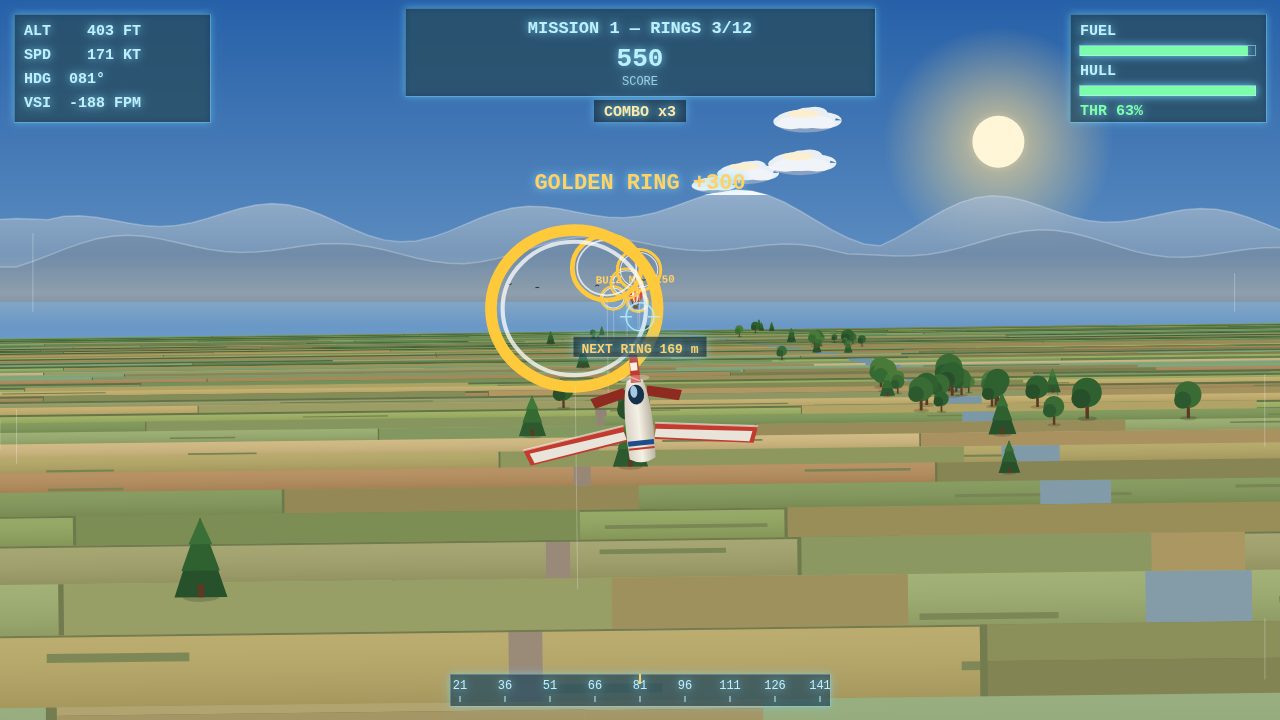 ALT 403 FT
SPD 171 KT
HDG 081°
VSI -188 FPM
MISSION 1 — RINGS 3/12
550
SCORE
COMBO x3
FUEL
HULL
THR 63%
GOLDEN RING +300
NEXT RING 169 m
21 36 51 66 81 96 111 126 141